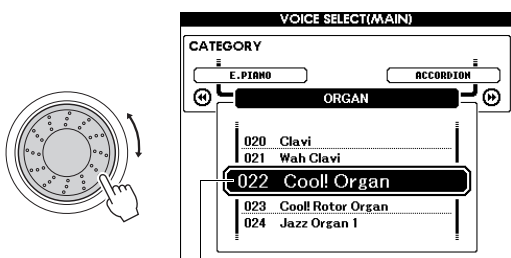 VOICE SELECT(MAIN)
CATEGORY
E.PIANO ACCORDION
ORGAN
020 Clavi
021 Wah Clavi
022 Cool! Organ
023 Cool! Rotor Organ
024 Jazz Organ 1